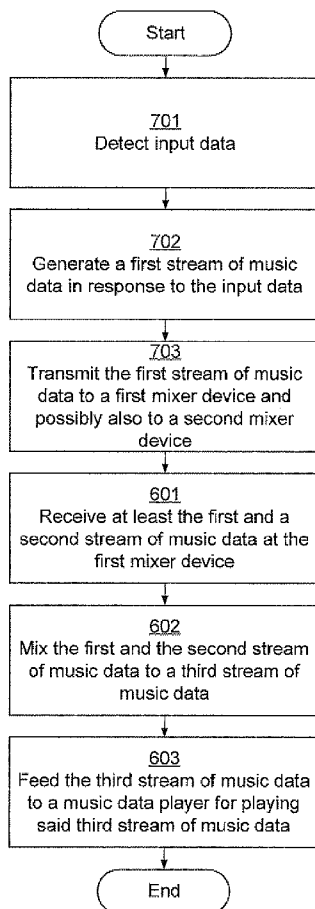 Start
701
Detect input data
702
Generate a first stream of music
data in response to the input data
703
Transmit the first stream of music
data to a first mixer device and
possibly also to a second mixer
device
601
Receive at least the first and a
second stream of music data at the
first mixer device
602
Mix the first and the second stream
of music data to a third stream of
music data
603
Feed the third stream of music data
to a music data player for playing
said third stream of music data
End